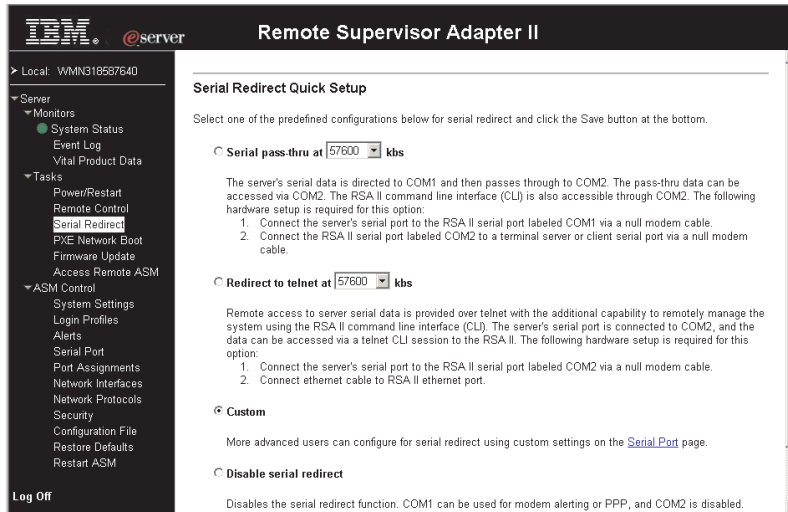 IBM® @server
Remote Supervisor Adapter II
Local: WMN318587640
Server
Monitors
System Status
Event Log
Vital Product Data
Tasks
Power/Restart
Remote Control
Serial Redirect
PXE Network Boot
Firmware Update
Access Remote ASM
ASM Control
System Settings
Login Profiles
Alerts
Serial Port
Port Assignments
Network Interfaces
Network Protocols
Security
Configuration File
Restore Defaults
Restart ASM
Log Off
Serial Redirect Quick Setup
Select one of the predefined configurations below for serial redirect and click the Save button at the bottom.
Serial pass-thru at 57600 kbs
The server's serial data is directed to COM1 and then passes through to COM2. The pass-thru data can be
accessed via COM2. The RSA II command line interface (CLI) is also accessible through COM2. The following
hardware setup is required for this option:
1. Connect the server's serial port to the RSA II serial port labeled COM1 via a null modem cable.
2. Connect the RSA II serial port labeled COM2 to a terminal server or client serial port via a null modem
cable.
Redirect to telnet at 57600 kbs
Remote access to server serial data is provided over telnet with the additional capability to remotely manage the
system using the RSA II command line interface (CLI). The server's serial port is connected to COM2, and the
data can be accessed via a telnet CLI session to the RSA II. The following hardware setup is required for this
option:
1. Connect the server's serial port to the RSA II serial port labeled COM2 via a null modem cable.
2. Connect ethernet cable to RSA II ethernet port.
Custom
More advanced users can configure for serial redirect using custom settings on the Serial Port page.
Disable serial redirect
Disables the serial redirect function. COM1 can be used for modem alerting or PPP, and COM2 is disabled.